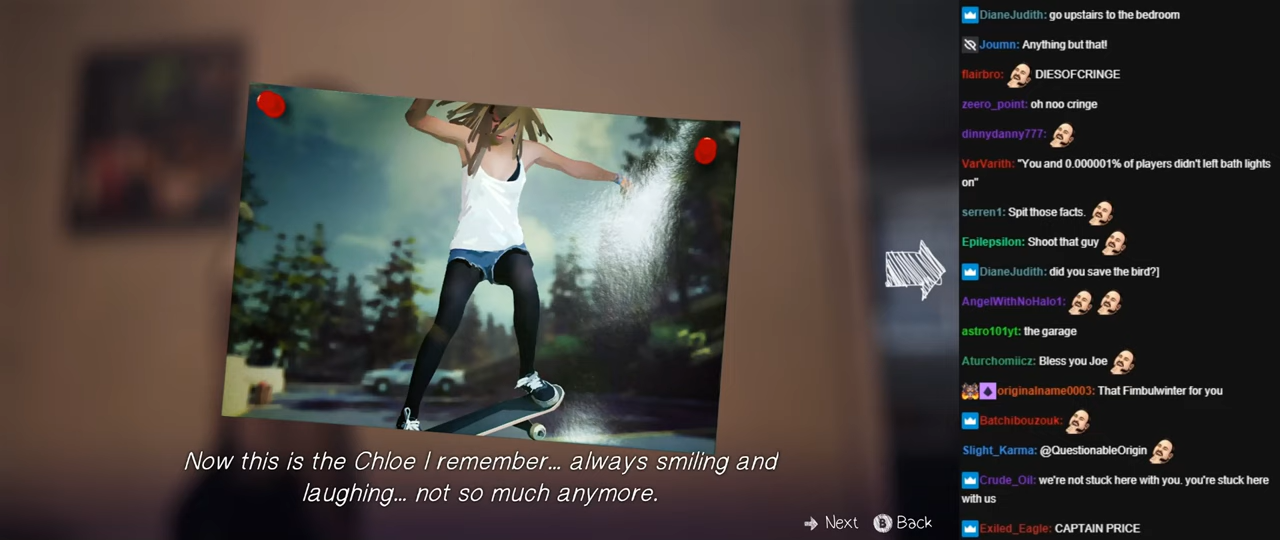 Now this is the Chloe I remember... always smiling and
laughing... not so much anymore.
Next
B Back
DianeJudith: go upstairs to the bedroom
Joumn: Anything but that!
flairbro: DIESOFCRINGE
zeero_point: oh noo cringe
dinnydanny777:
VarVarith: "You and 0.000001% of players didn't left bath lights
on"
serren1: Spit those facts.
Epilepsilon: Shoot that guy
DianeJudith: did you save the bird?]
AngelWithNoHalo1:
astro101yt: the garage
Aturchomiicz: Bless you Joe
originalname0003: That Fimbulwinter for you
Batchibouzouk:
Slight_Karma: @QuestionableOrigin
Crude_Oil: we're not stuck here with you. you're stuck here
with us
Exiled_Eagle: CAPTAIN PRICE